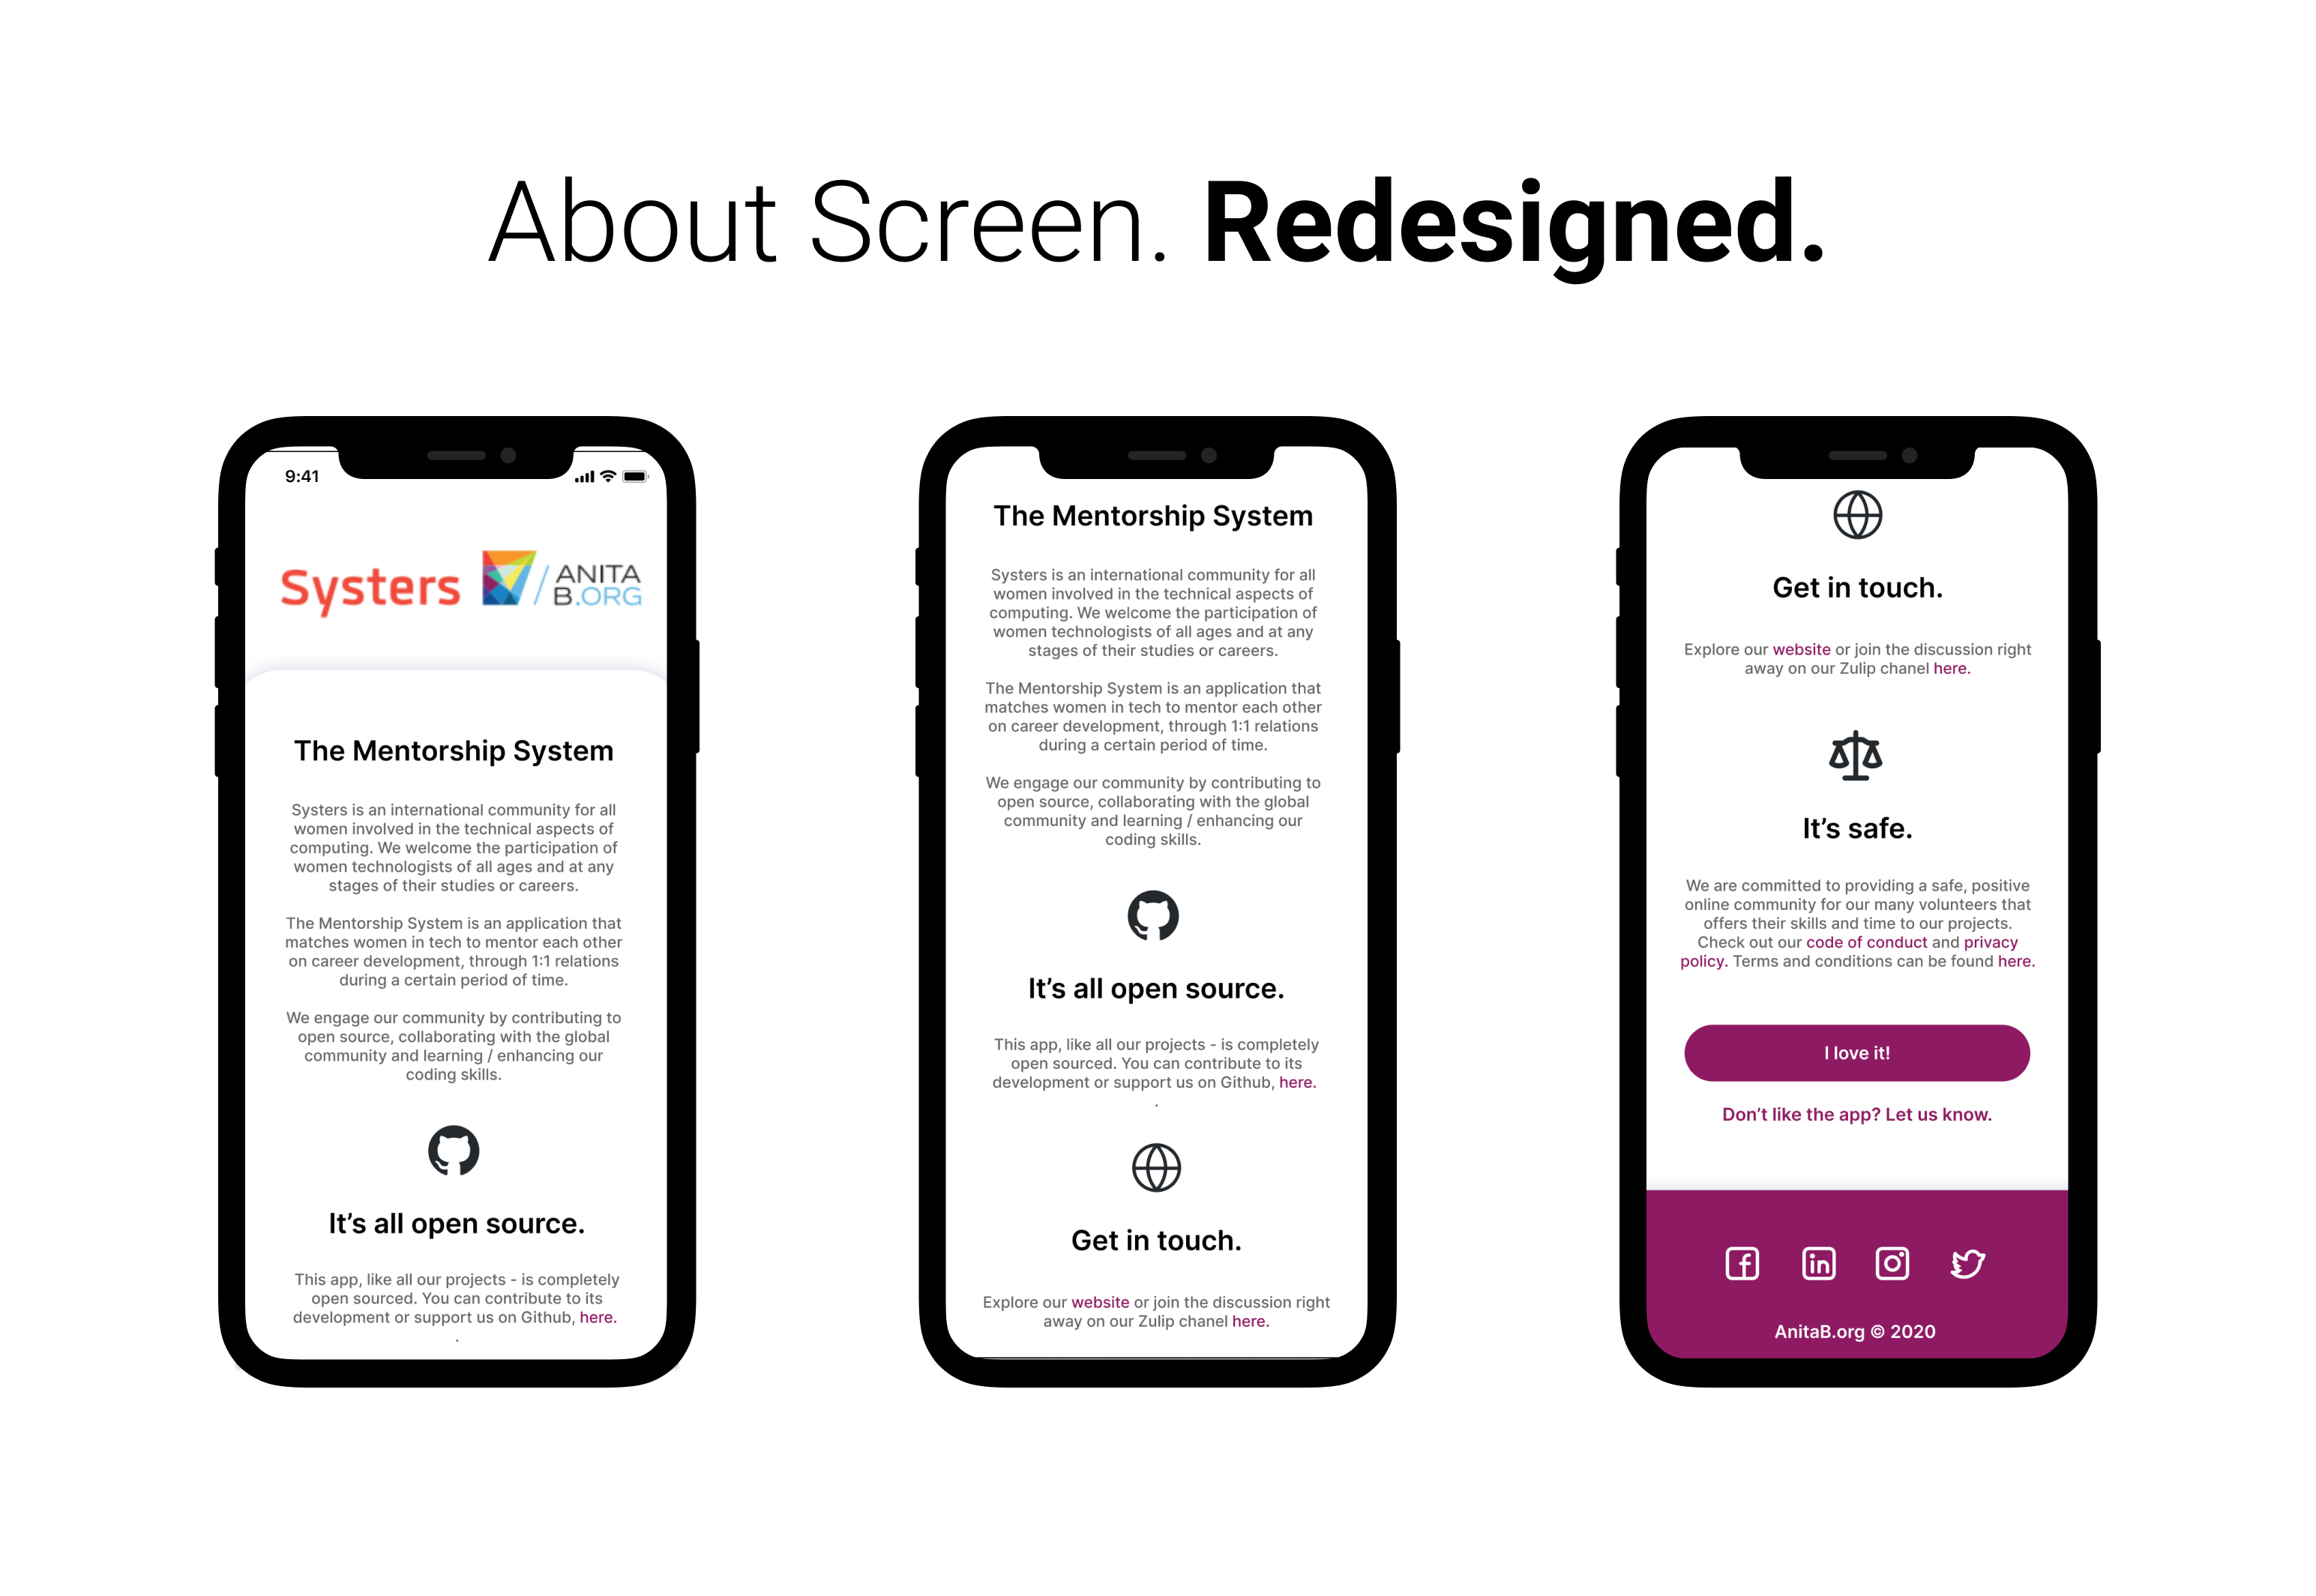 About Screen. Redesigned.
9:41
Systers
ANITA
B.ORG
The Mentorship System
Systers is an international community for all
women involved in the technical aspects of
computing. We welcome the participation of
women technologists of all ages and at any
stages of their studies or careers.
The Mentorship System is an application that
matches women in tech to mentor each other
on career development, through 1:1 relations
during a certain period of time.
We engage our community by contributing to
open source, collaborating with the global
community and learning / enhancing our
coding skills.
It's all open source.
This app, like all our projects - is completely
open sourced. You can contribute to its
development or support us on Github, here.
.
The Mentorship System
Systers is an international community for all
women involved in the technical aspects of
computing. We welcome the participation of
women technologists of all ages and at any
stages of their studies or careers.
The Mentorship System is an application that
matches women in tech to mentor each other
on career development, through 1:1 relations
during a certain period of time.
We engage our community by contributing to
open source, collaborating with the global
community and learning / enhancing our
coding skills.
It's all open source.
This app, like all our projects - is completely
open sourced. You can contribute to its
development or support us on Github, here.
.
Get in touch.
Explore our website or join the discussion right
away on our Zulip chanel here.
Get in touch.
Explore our website or join the discussion right
away on our Zulip chanel here.
It's safe.
We are committed to providing a safe, positive
online community for our many volunteers that
offers their skills and time to our projects.
Check out our code of conduct and privacy
policy. Terms and conditions can be found here.
I love it!
Don't like the app? Let us know.
AnitaB.org © 2020